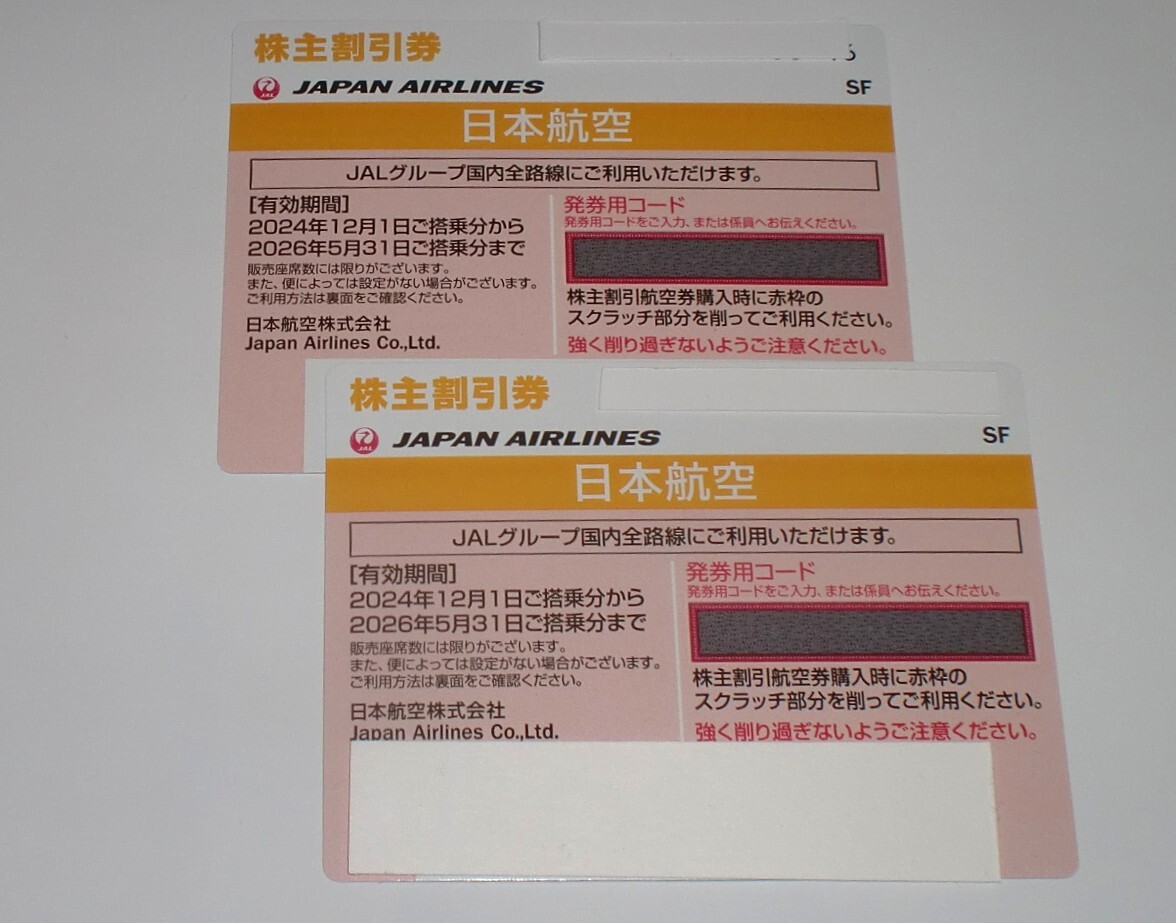 株主割引券
JAL
JAPAN AIRLINES
SF
日本航空
JALグループ国内全路線にご利用いただけます。
[有効期間]
2024年12月1日ご搭乗分から
2026年5月31日ご搭乗分まで
販売座席数には限りがございます。
また、便によっては設定がない場合がございます。
ご利用方法は裏面をご確認ください。
日本航空株式会社
Japan Airlines Co.,Ltd.
発券用コード
発券用コードをご入力、または係員へお伝えください。
株主割引航空券購入時に赤枠の
スクラッチ部分を削ってご利用ください。
強く削り過ぎないようご注意ください。
株主割引券
JAL
JAPAN AIRLINES
SF
日本航空
JALグループ国内全路線にご利用いただけます。
[有効期間]
2024年12月1日ご搭乗分から
2026年5月31日ご搭乗分まで
販売座席数には限りがございます。
また、便によっては設定がない場合がございます。
ご利用方法は裏面をご確認ください。
日本航空株式会社
Japan Airlines Co.,Ltd.
発券用コード
発券用コードをご入力、または係員へお伝えください。
株主割引航空券購入時に赤枠の
スクラッチ部分を削ってご利用ください。
強く削り過ぎないようご注意ください。